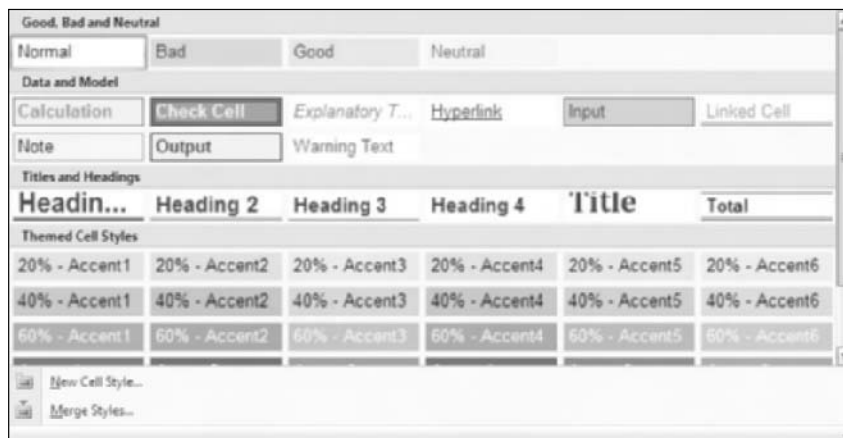 Good, Bad and Neutral
Normal Bad Good Neutral
Data and Model
Calculation Check Cell Explanatory T... Hyperlink Input Linked Cell
Note Output Warning Text
Titles and Headings
Headin... Heading 2 Heading 3 Heading 4 Title Total
Themed Cell Styles
20% - Accent1 20% - Accent2 20% - Accent3 20% - Accent4 20% - Accent5 20% - Accent6
40% - Accent1 40% - Accent2 40% - Accent3 40% - Accent4 40% - Accent5 40% - Accent6
60% - Accent1 60% - Accent2 60% - Accent3 60% - Accent4 60% - Accent5 60% - Accent6
New Cell Style...
Merge Styles...